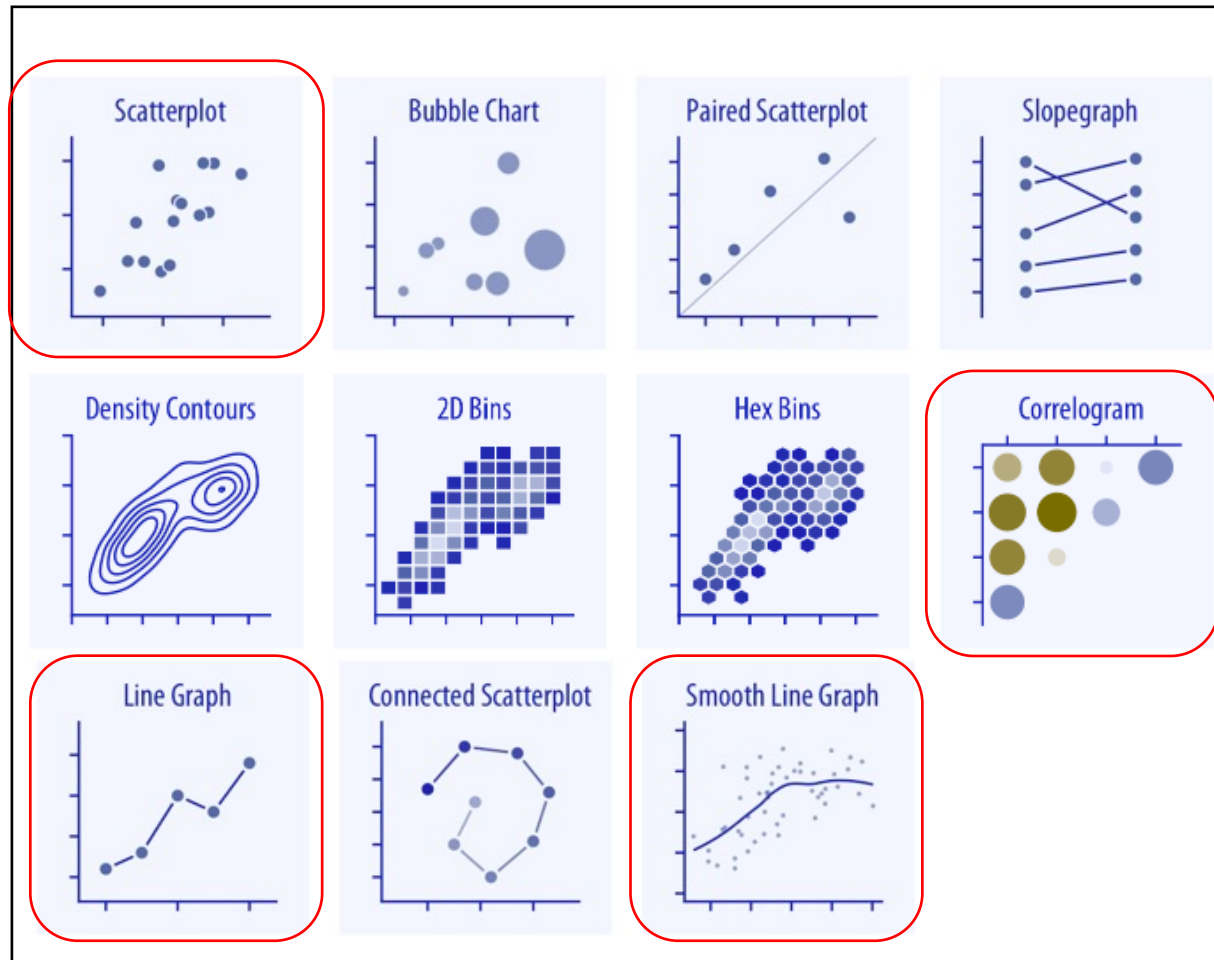 Scatterplot
Bubble Chart
Paired Scatterplot
Slopegraph
Density Contours
2D Bins
Hex Bins
Correlogram
Line Graph
Connected Scatterplot
Smooth Line Graph